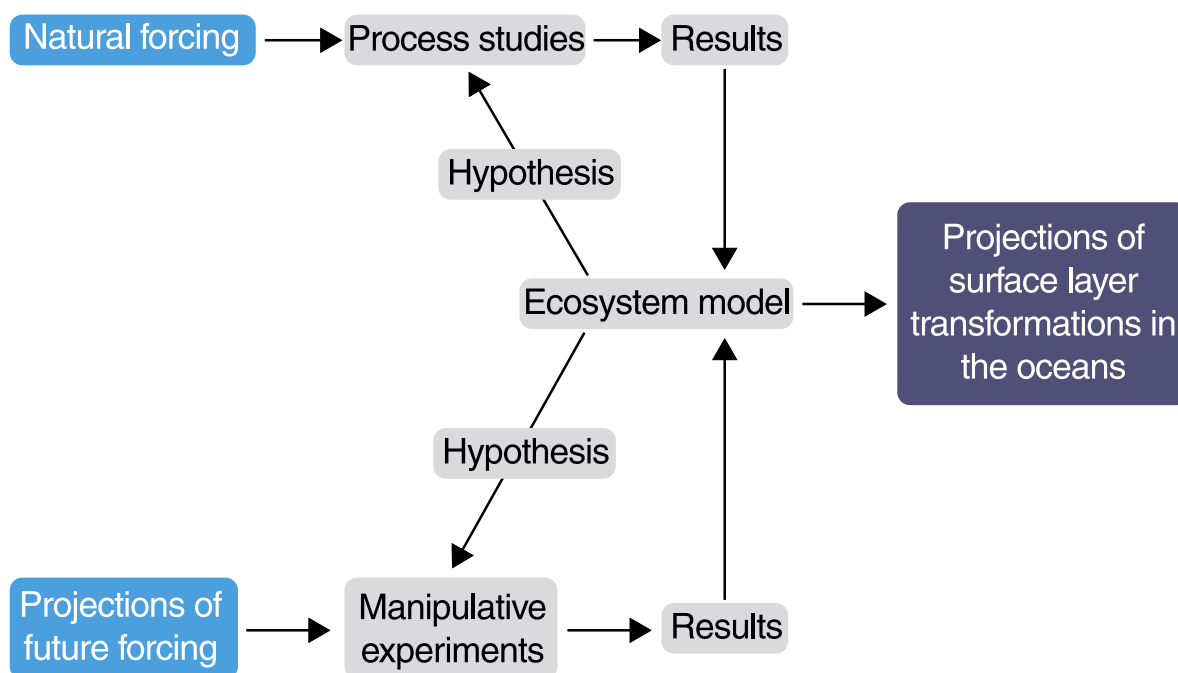 Natural forcing
Process studies
Results
Hypothesis
Ecosystem model
Projections of
surface layer
transformations in
the oceans
Hypothesis
Projections of
future forcing
Manipulative
experiments
Results